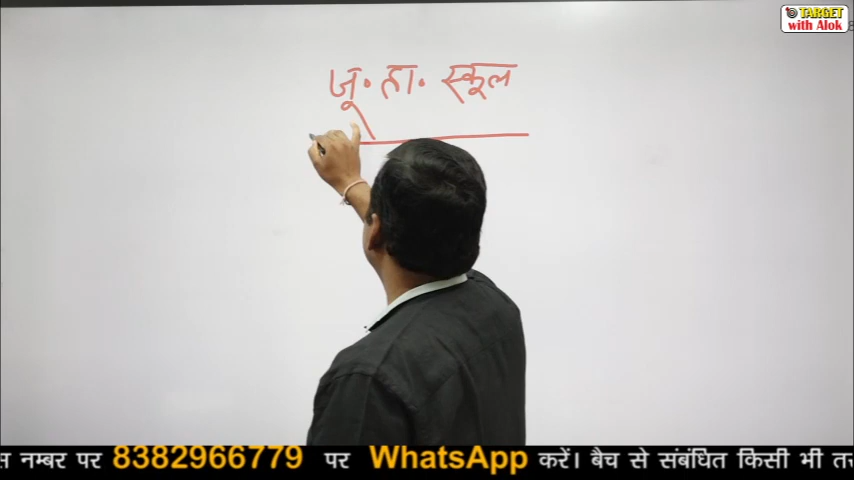 TARGET
with Alok
जू. हा. स्कूल
नम्बर पर 8382966779 पर WhatsApp करें। बैच से संबंधित किसी भी